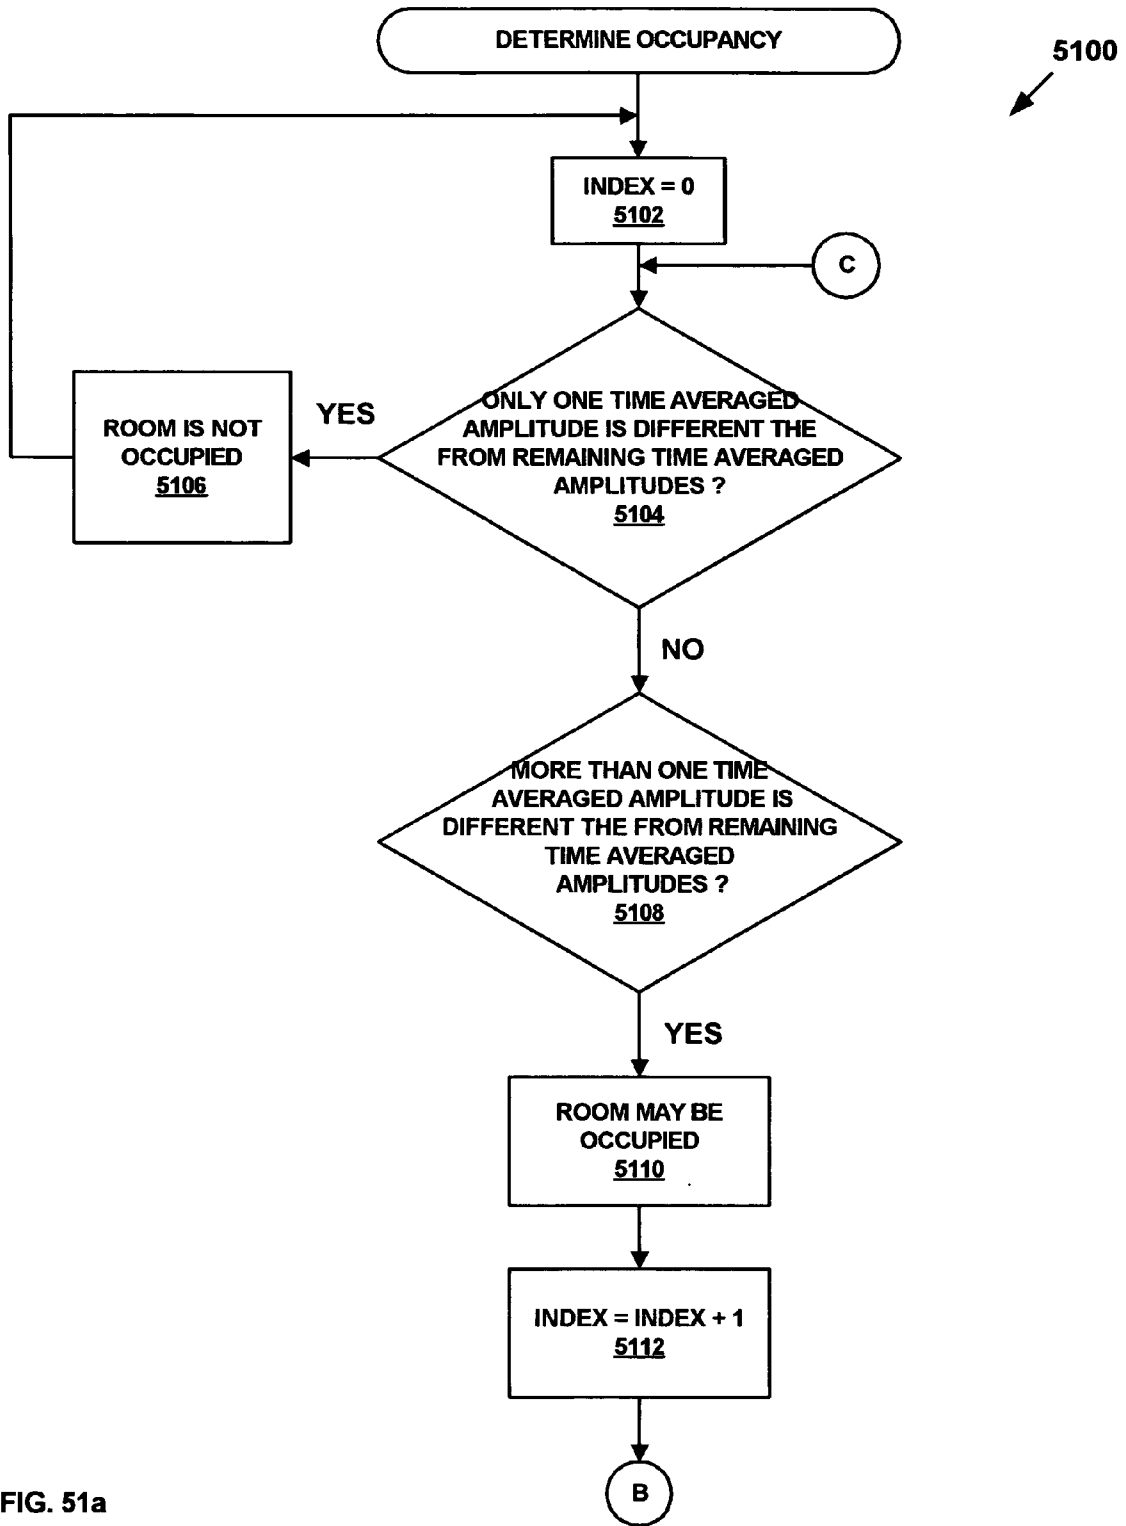 DETERMINE OCCUPANCY
5100
INDEX = 0
5102
C
ONLY ONE TIME AVERAGED
AMPLITUDE IS DIFFERENT THE
FROM REMAINING TIME AVERAGED
AMPLITUDES ?
5104
YES
ROOM IS NOT
OCCUPIED
5106
NO
MORE THAN ONE TIME
AVERAGED AMPLITUDE IS
DIFFERENT THE FROM REMAINING
TIME AVERAGED
AMPLITUDES ?
5108
YES
ROOM MAY BE
OCCUPIED
5110
INDEX = INDEX + 1
5112
B
FIG. 51a